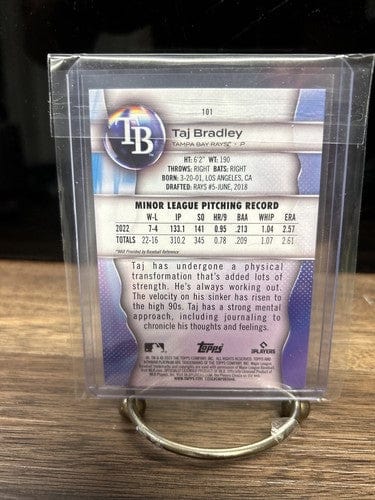 101
TB
Taj Bradley
TAMPA BAY RAYS™ • P
HT: 6'2" WT: 190
THROWS: RIGHT BATS: RIGHT
BORN: 3-20-01, LOS ANGELES, CA
DRAFTED: RAYS #5-JUNE, 2018
MINOR LEAGUE PITCHING RECORD
W-L IP SO HR/9 BAA WHIP ERA
2022 7-4 133.1 141 0.95 .213 1.04 2.57
TOTALS 22-16 310.2 345 0.78 .209 1.07 2.61
Taj has undergone a physical
transformation that's added lots of
strength. He's always working out.
The velocity on his sinker has risen to
the high 90s. Taj has a strong mental
approach, including journaling to
chronicle his thoughts and feelings.
Topps
PLAYERS